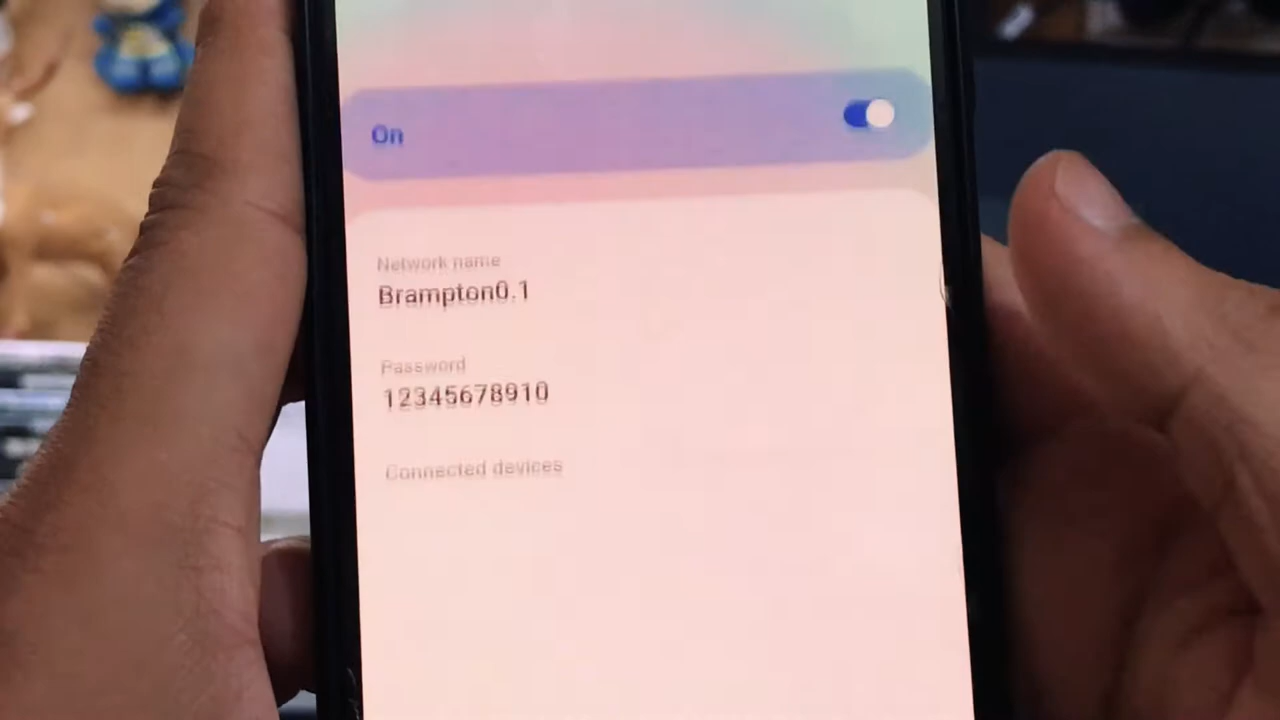 On
Network name
Brampton0.1
Password
12345678910
Connected devices